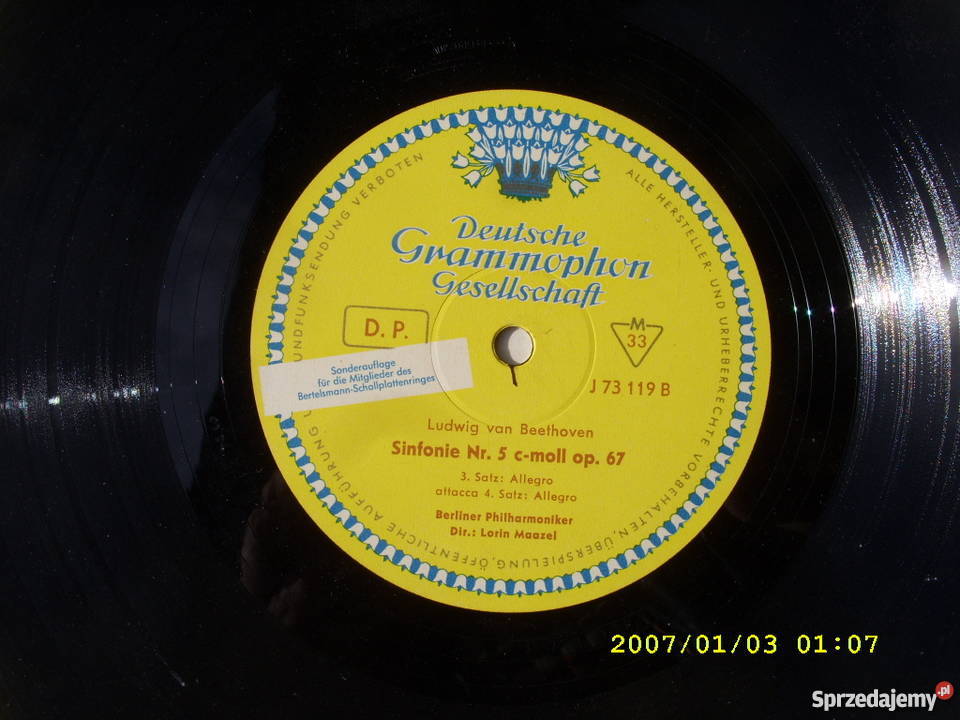 Deutsche
Grammophon
Gesellschaft
D. P.
M
33
Sonderauflage
für die Mitglieder des
Bertelsmann-Schallplattenringes
J 73 119 B
Ludwig van Beethoven
Sinfonie Nr. 5 c-moll op. 67
3. Satz: Allegro
attacca 4. Satz: Allegro
Berliner Philharmoniker
Dir.: Lorin Maazel
ALLE HERSTELLER- UND URHEBERRECHTE VORBEHALTEN, ÜBERSPIELUNG, ÖFFENTLICHE AUFFÜHRUNG UNDFUNKSENDUNG VERBOTEN
2007/01/03 01:07
Sprzedajemy.pl